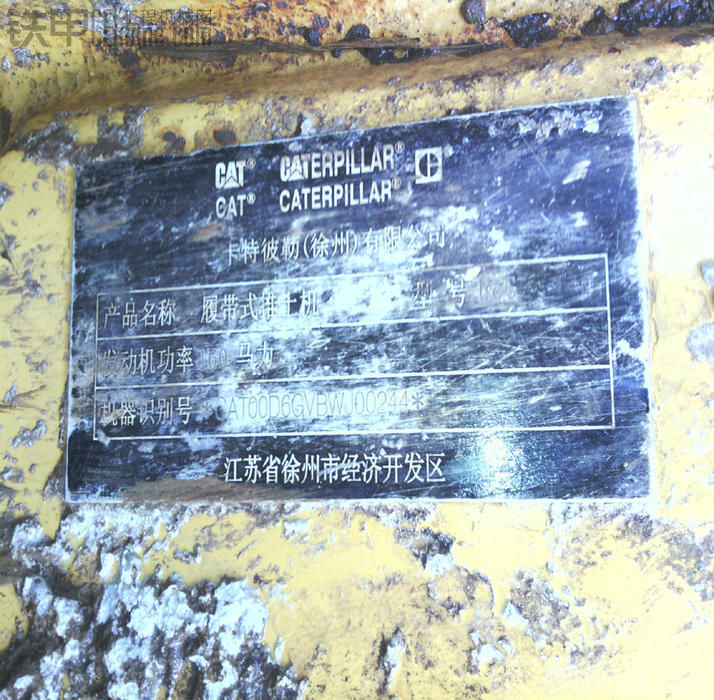 铁甲
CAT® CATERPILLAR®
CAT® CATERPILLAR®
卡特彼勒(徐州)有限公司
产品名称 履带式推土机 型号
发动机功率 160 马力
机器识别号 *CAT00D6GVBWJ00244*
江苏省徐州市经济开发区